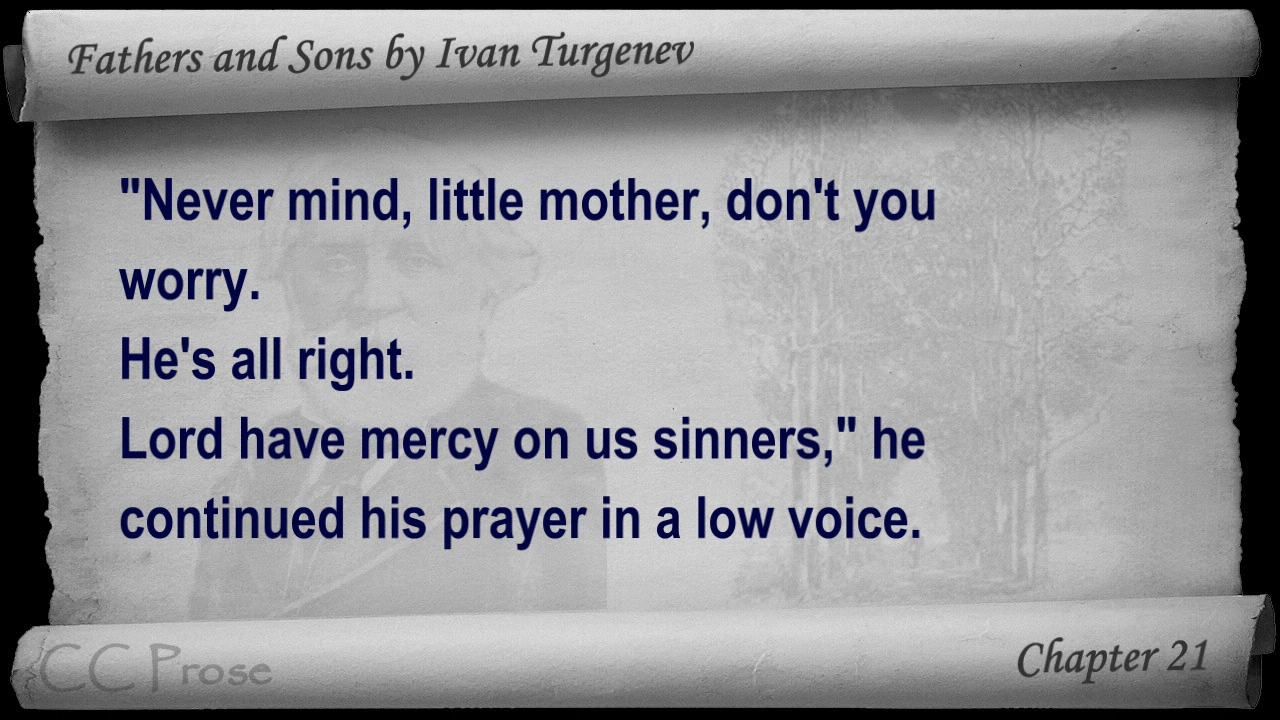 Fathers and Sons by Ivan Turgenev
"Never mind, little mother, don't you
worry.
He's all right.
Lord have mercy on us sinners," he
continued his prayer in a low voice.
CC Prose
Chapter 21